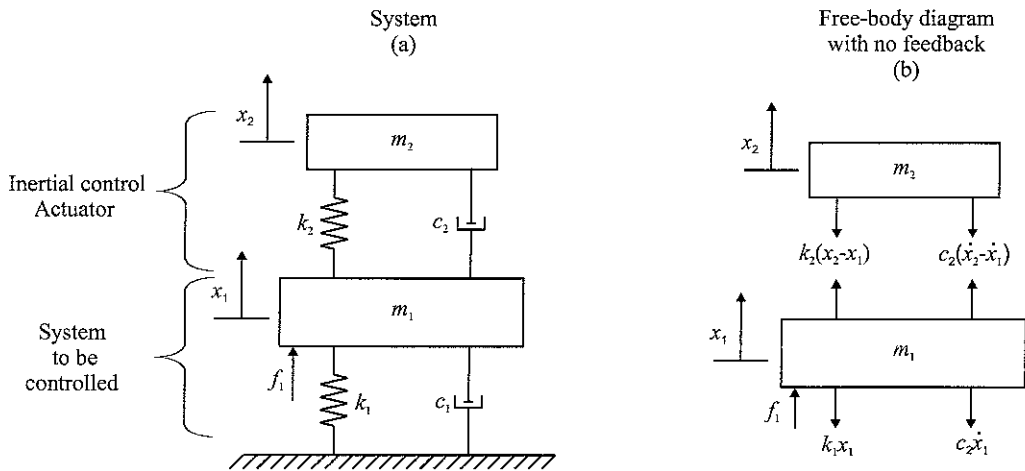 System
(a)
x₂
m₂
Inertial control
Actuator
k₂
c₂
x₁
m₁
System
to be
controlled
f₁
k₁
c₁
Free-body diagram
with no feedback
(b)
x₂
m₂
k₂(x₂-x₁)
c₂(ẋ₂-ẋ₁)
x₁
m₁
f₁
k₁x₁
c₂ẋ₁